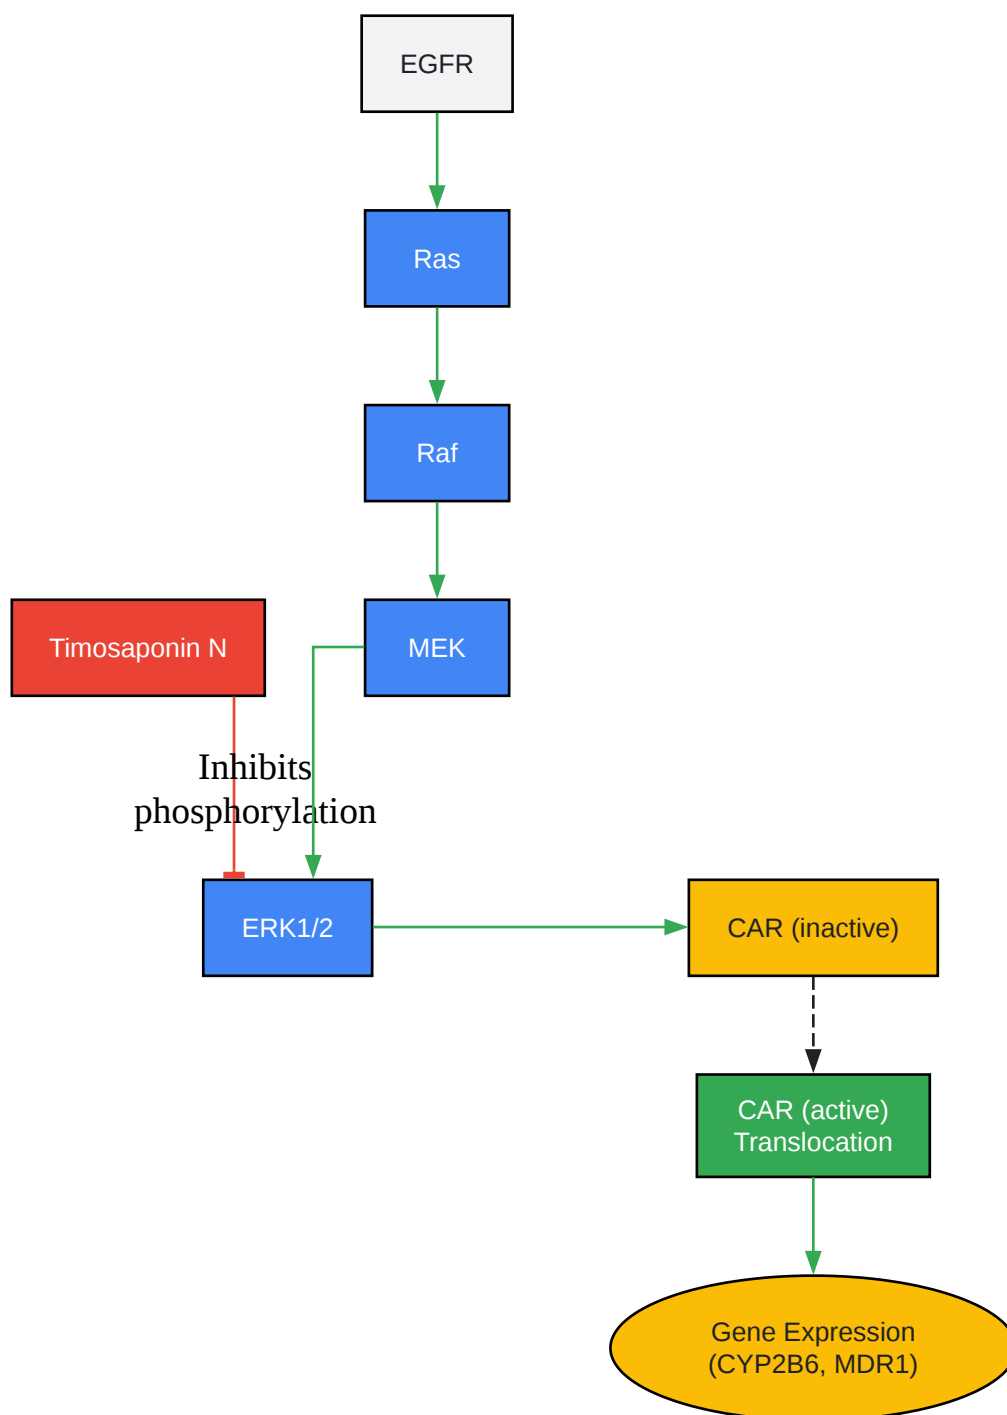 EGFR
Ras
Raf
Timosaponin N
MEK
Inhibits
phosphorylation
ERK1/2
CAR (inactive)
CAR (active)
Translocation
Gene Expression
(CYP2B6, MDR1)